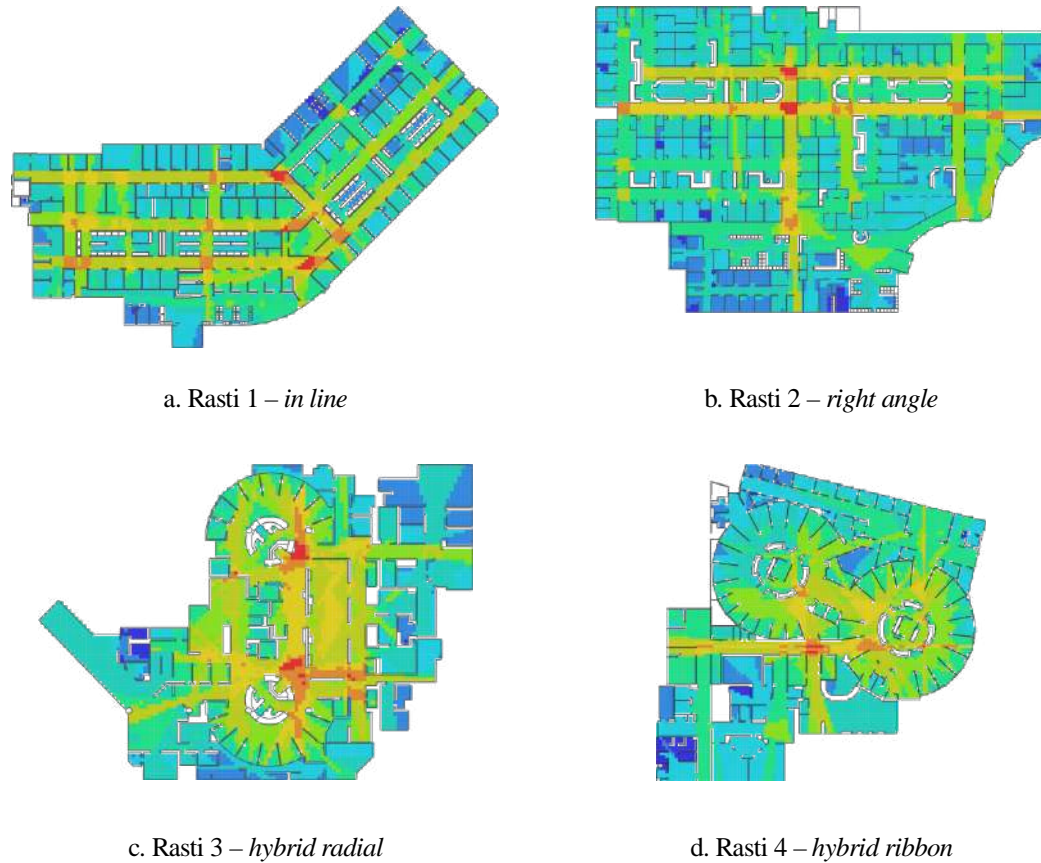 a. Rasti 1 – in line
b. Rasti 2 – right angle
c. Rasti 3 – hybrid radial
d. Rasti 4 – hybrid ribbon